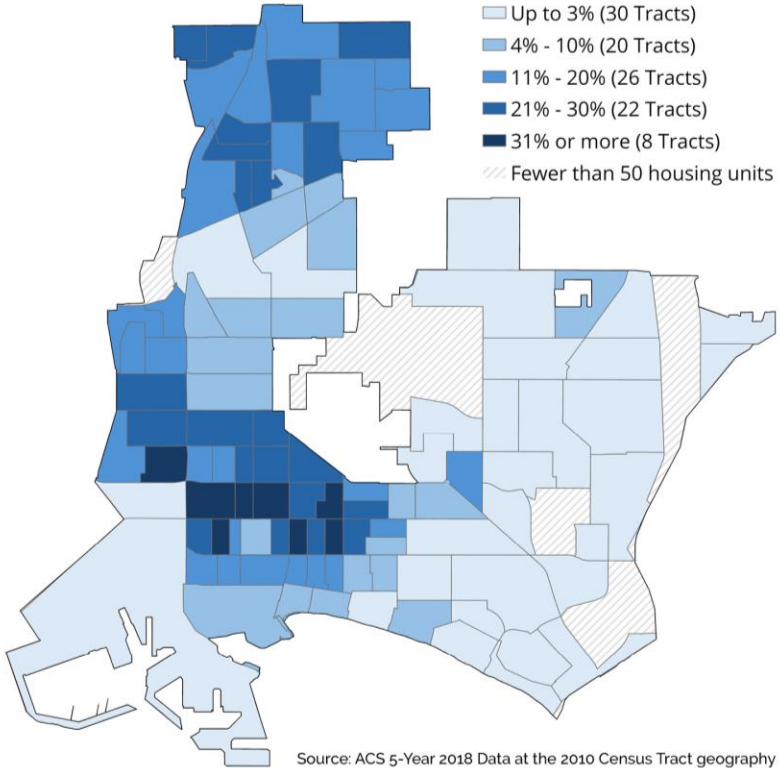 Up to 3% (30 Tracts)
4% - 10% (20 Tracts)
11% - 20% (26 Tracts)
21% - 30% (22 Tracts)
31% or more (8 Tracts)
Fewer than 50 housing units
Source: ACS 5-Year 2018 Data at the 2010 Census Tract geography